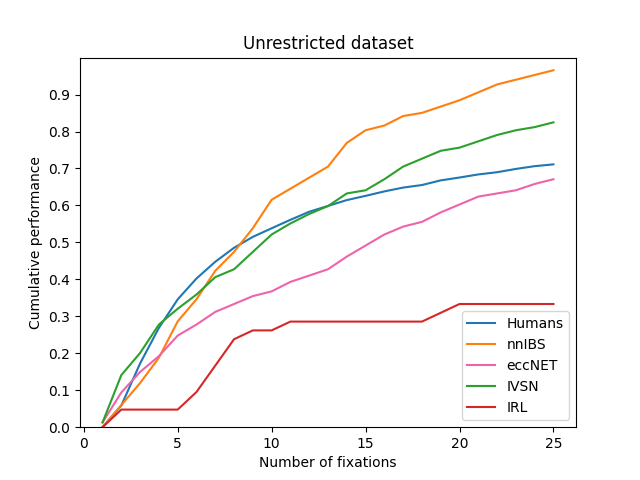 Unrestricted dataset
Cumulative performance
0.9
0.8
0.7
0.6
0.5
0.4
0.3
0.2
0.1
0.0
0
5
10
15
20
25
Number of fixations
Humans
nnIBS
eccNET
IVSN
IRL